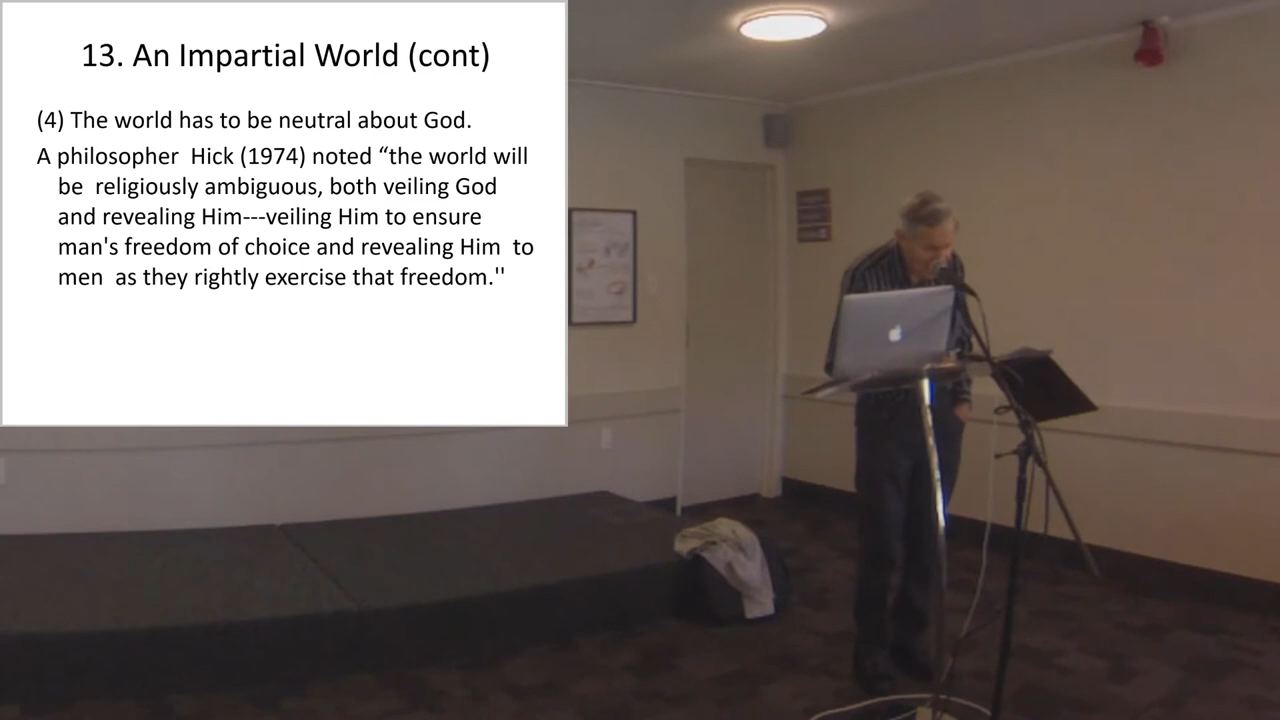 13. An Impartial World (cont)
(4) The world has to be neutral about God.
A philosopher  Hick (1974) noted “the world will
be  religiously ambiguous, both veiling God
and revealing Him---veiling Him to ensure
man's freedom of choice and revealing Him  to
men  as they rightly exercise that freedom.''